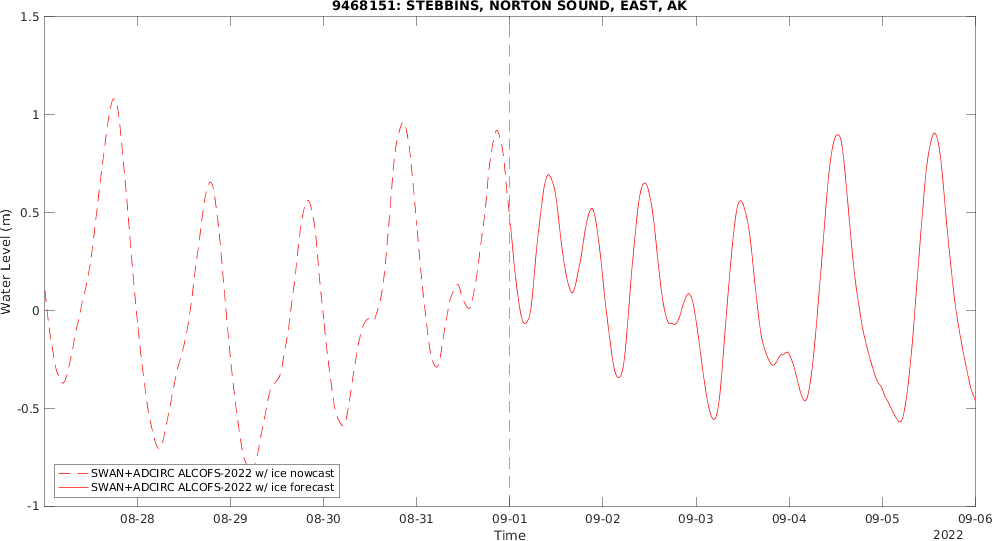 9468151: STEBBINS, NORTON SOUND, EAST, AK
1.5
1
0.5
0
-0.5
-1
Water Level (m)
SWAN+ADCIRC ALCOFS-2022 w/ ice nowcast
SWAN+ADCIRC ALCOFS-2022 w/ ice forecast
08-28 08-29 08-30 08-31 09-01 09-02 09-03 09-04 09-05 09-06
Time
2022